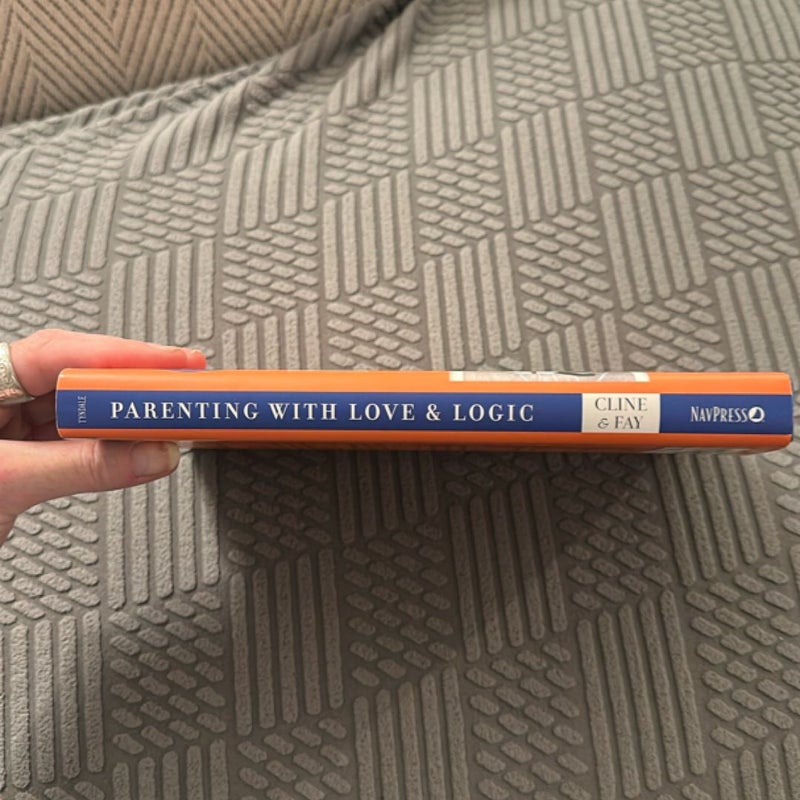 TYNDALE
PARENTING WITH LOVE & LOGIC
CLINE
& FAY
NAVPRESS